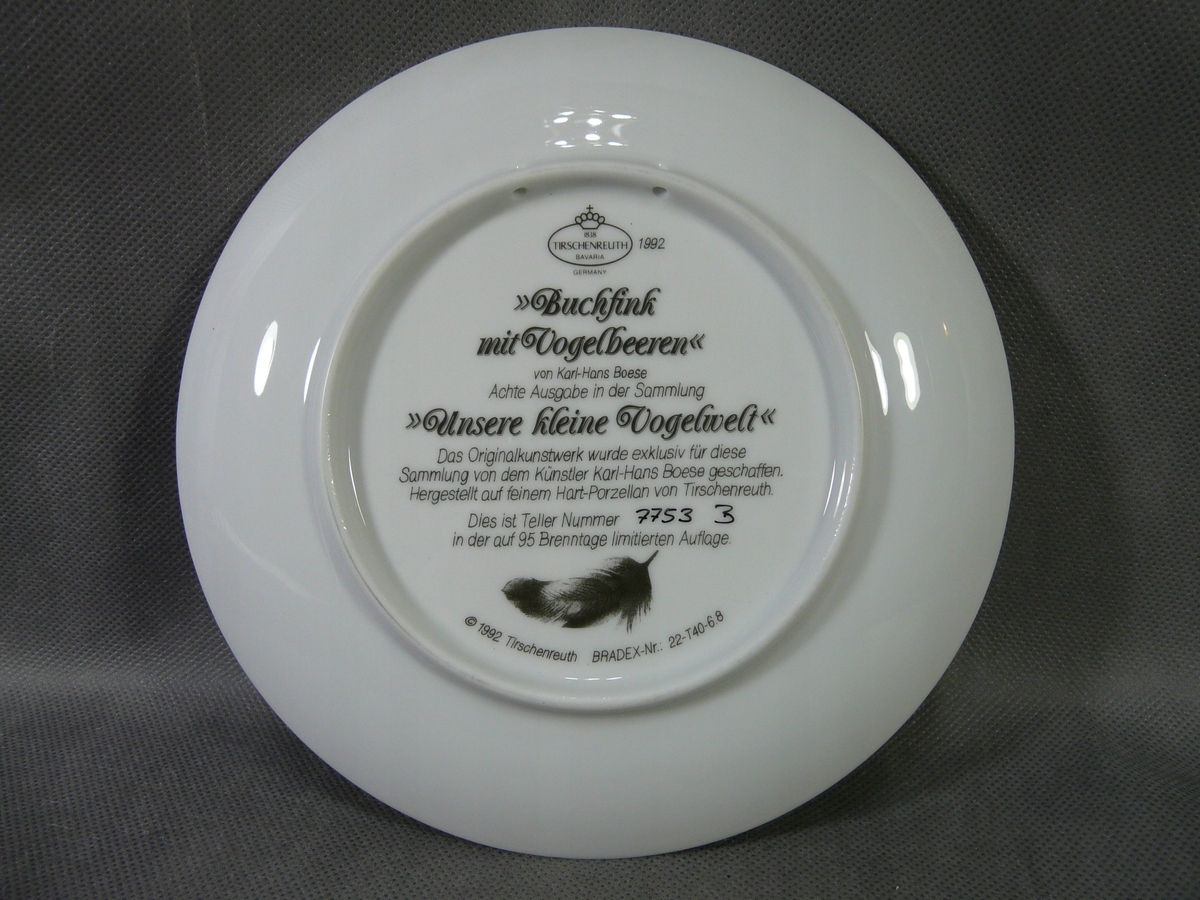 1838
TIRSCHENREUTH 1992
BAVARIA
GERMANY
»Buchfink
mit Vogelbeeren«
von Karl-Hans Boese
Achte Ausgabe in der Sammlung
»Unsere kleine Vogelwelt«
Das Originalkunstwerk wurde exklusiv für diese
Sammlung von dem Künstler Karl-Hans Boese geschaffen.
Hergestellt auf feinem Hart-Porzellan von Tirschenreuth.
Dies ist Teller Nummer 7753 B
in der auf 95 Brenntage limitierten Auflage.
© 1992 Tirschenreuth BRADEX-Nr.: 22-T40-6.8